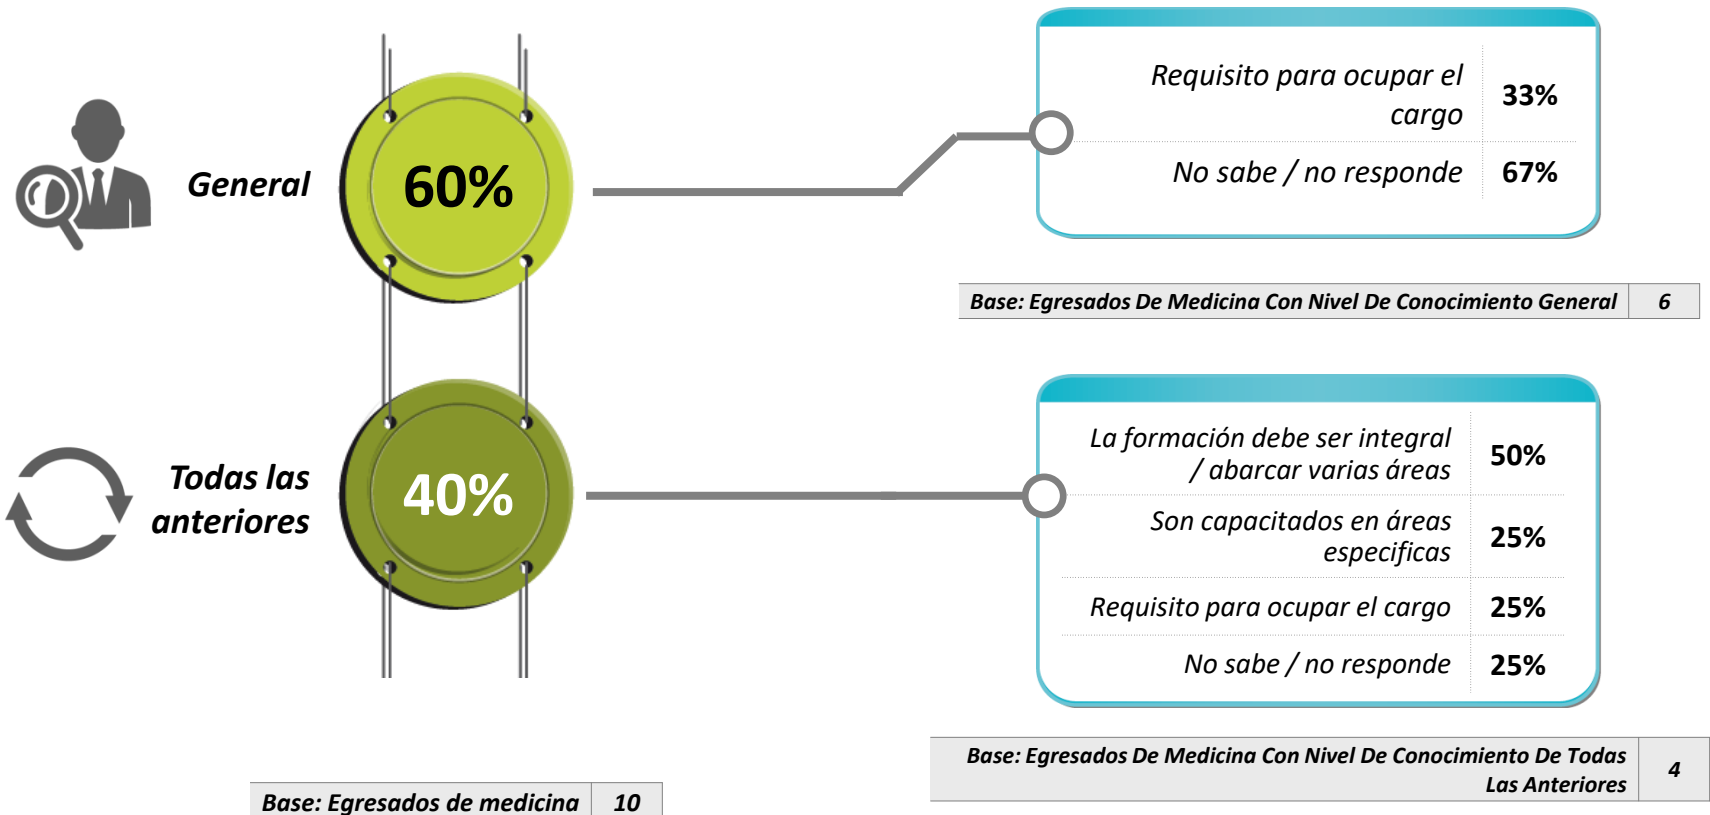 General
60%
Requisito para ocupar el
cargo
33%
No sabe / no responde
67%
Base: Egresados De Medicina Con Nivel De Conocimiento General
6
Todas las
anteriores
40%
La formación debe ser integral
/ abarcar varias áreas
50%
Son capacitados en áreas
especificas
25%
Requisito para ocupar el cargo
25%
No sabe / no responde
25%
Base: Egresados De Medicina Con Nivel De Conocimiento De Todas
Las Anteriores
4
Base: Egresados de medicina
10